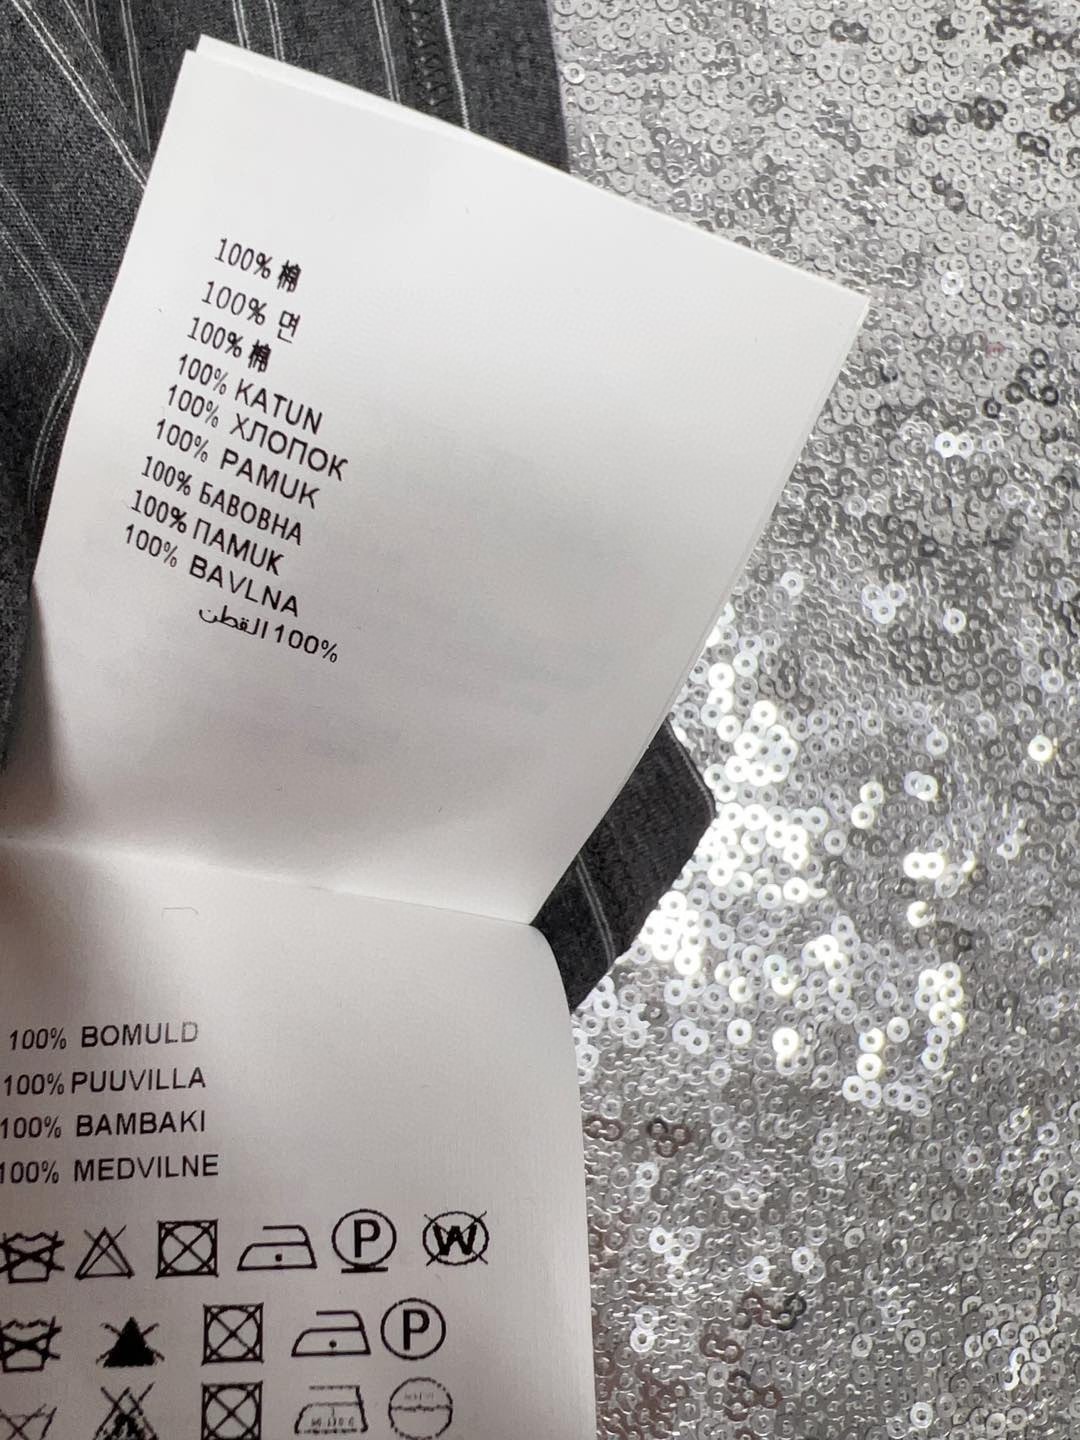 100% 棉
100% 면
100% 棉
100% KATUN
100% ХЛОПОК
100% PAMUK
100% БАВОВНА
100% ПАМUK
100% BAVLNA
100% القطن
100% BOMULD
100% PUUVILLA
100% BAMBAKI
100% MEDVILNE
P W
P